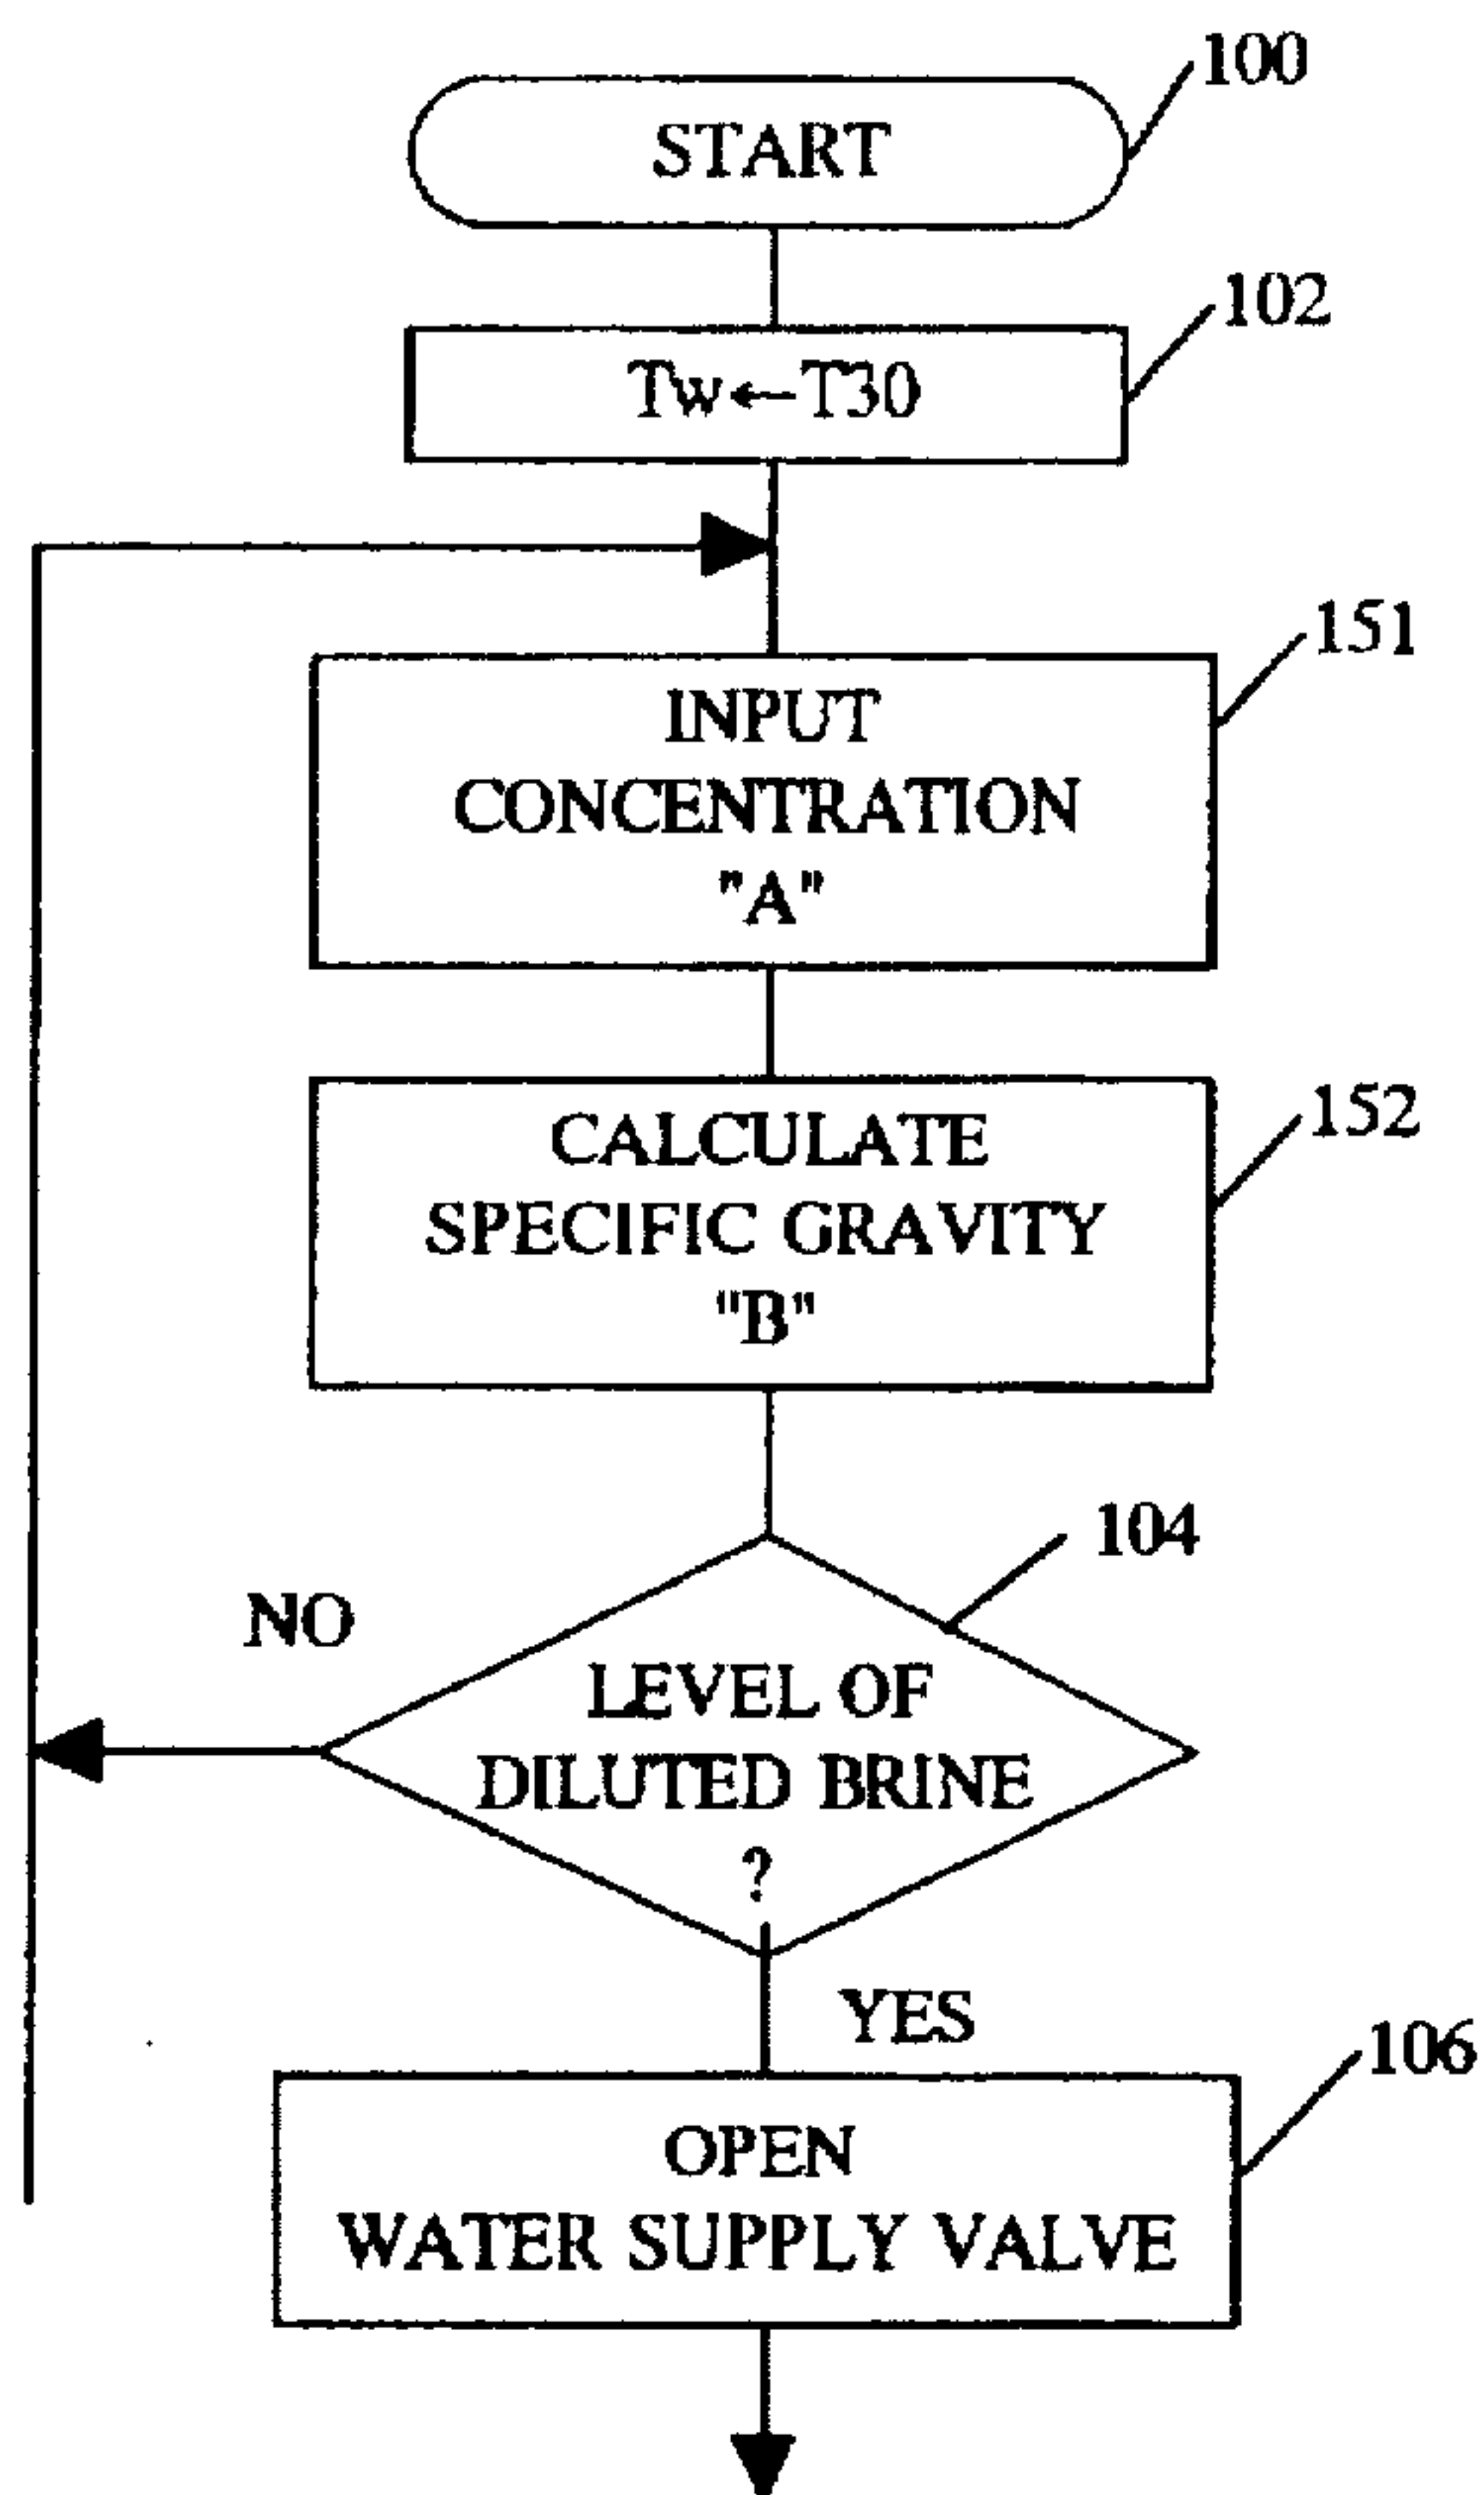 100
START
102
Tw←T30
151
INPUT
CONCENTRATION
"A"
152
CALCULATE
SPECIFIC GRAVITY
"B"
104
NO
LEVEL OF
DILUTED BRINE
?
YES
106
OPEN
WATER SUPPLY VALVE